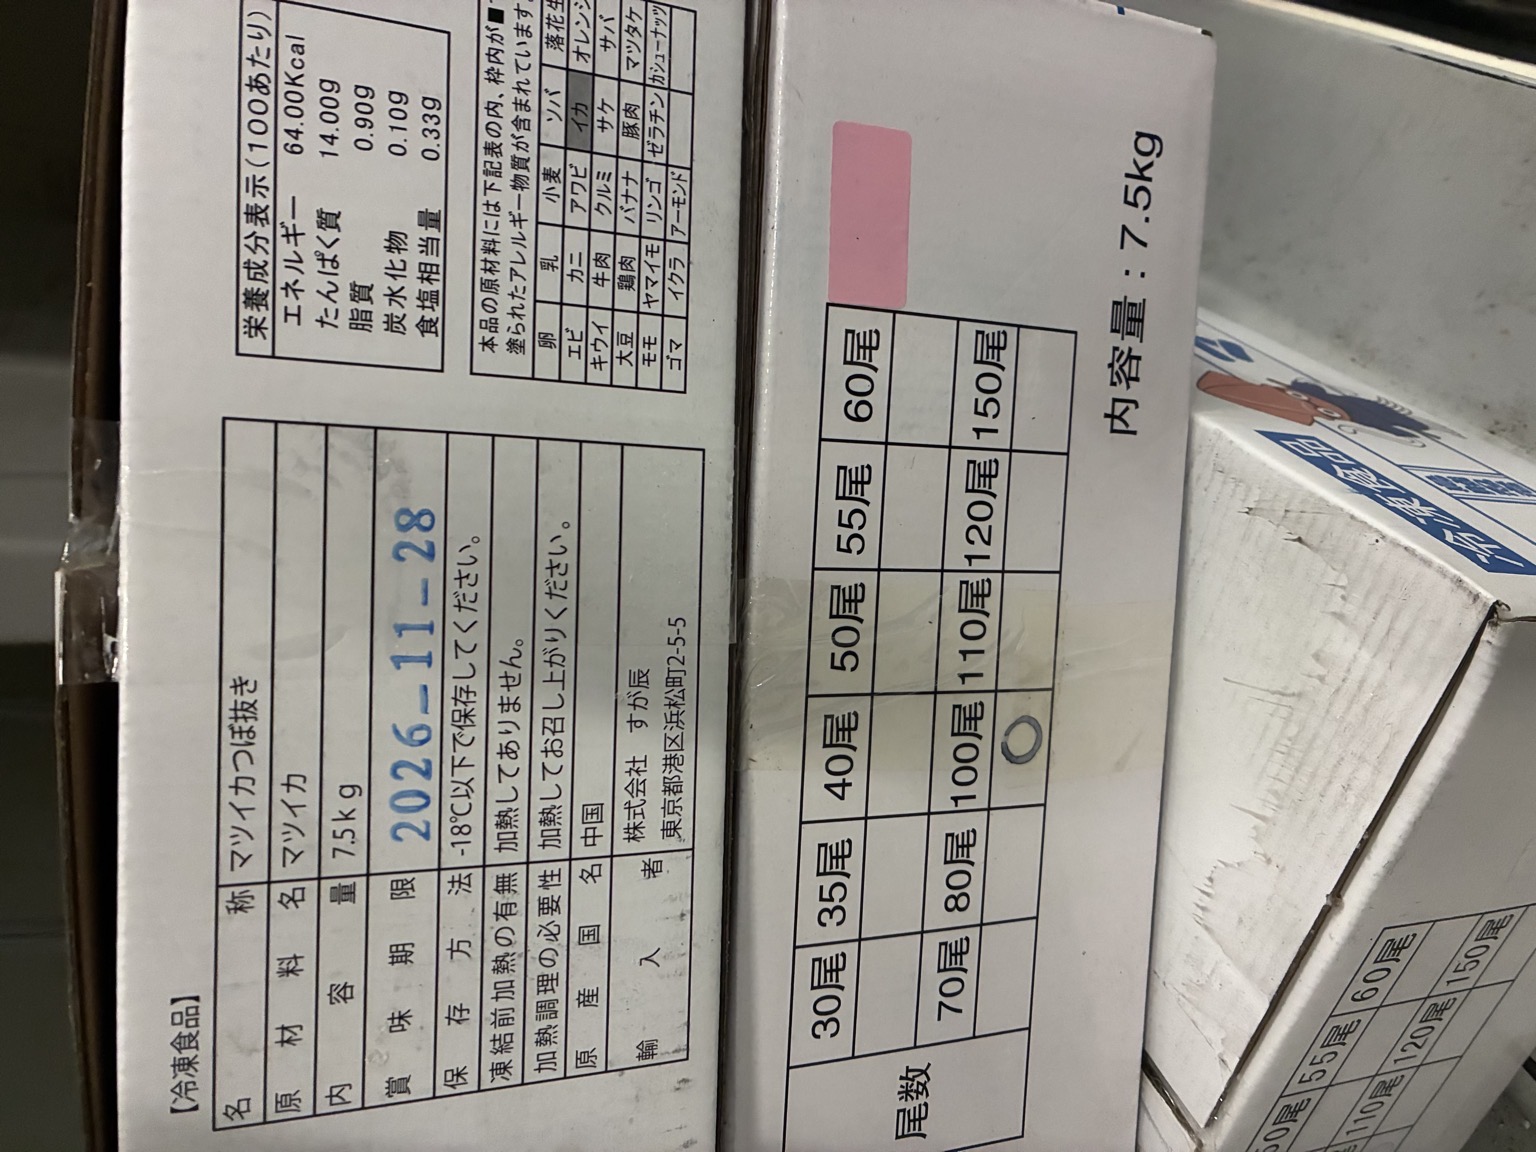 【冷凍食品】
名称 マツイカつぼ抜き
原材料名 マツイカ
内容量 7.5kg
賞味期限 2026-11-28
保存方法 -18℃以下で保存してください。
凍結前加熱の有無 加熱してありません。
加熱調理の必要性 加熱してお召し上がりください。
原産国名 中国
輸入者 株式会社 すが辰
東京都港区浜松町2-5-5
栄養成分表示(100あたり)
エネルギー 64.00Kcal
たんぱく質 14.00g
脂質 0.90g
炭水化物 0.10g
食塩相当量 0.33g
本品の原材料には下記表の内、枠内が■
塗られたアレルギー物質が含まれています。
卵 乳 小麦 ソバ 落花生
エビ カニ アワビ イカ オレンジ
キウイ 牛肉 クルミ サケ サバ
大豆 鶏肉 バナナ 豚肉 マツタケ
モモ ヤマイモ リンゴ ゼラチン カシューナッツ
ゴマ イクラ アーモンド
尾数
30尾 35尾 40尾 50尾 55尾 60尾
70尾 80尾 100尾 110尾 120尾 150尾
○
内容量：7.5kg
冷凍食品
50尾 55尾 60尾
110尾 120尾 150尾